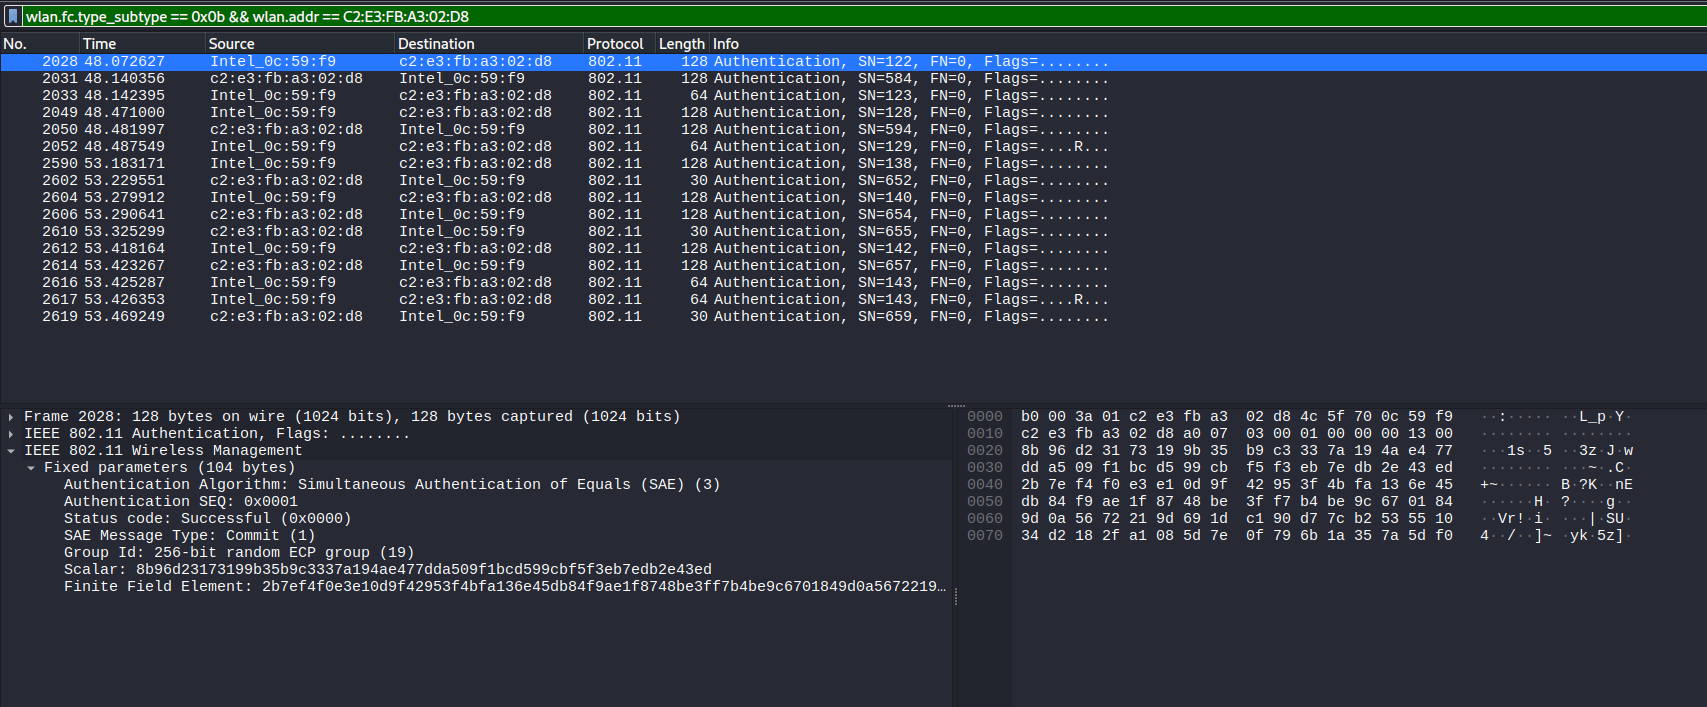 wlan.fc.type_subtype == 0x0b && wlan.addr == C2:E3:FB:A3:02:D8
No. Time Source Destination Protocol Length Info
2028 48.072627 Intel_0c:59:f9 c2:e3:fb:a3:02:d8 802.11 128 Authentication, SN=122, FN=0, Flags=........
2031 48.140356 c2:e3:fb:a3:02:d8 Intel_0c:59:f9 802.11 128 Authentication, SN=584, FN=0, Flags=........
2033 48.142395 Intel_0c:59:f9 c2:e3:fb:a3:02:d8 802.11 64 Authentication, SN=123, FN=0, Flags=........
2049 48.471000 Intel_0c:59:f9 c2:e3:fb:a3:02:d8 802.11 128 Authentication, SN=128, FN=0, Flags=........
2050 48.481997 c2:e3:fb:a3:02:d8 Intel_0c:59:f9 802.11 128 Authentication, SN=594, FN=0, Flags=........
2052 48.487549 Intel_0c:59:f9 c2:e3:fb:a3:02:d8 802.11 64 Authentication, SN=129, FN=0, Flags=....R...
2590 53.183171 Intel_0c:59:f9 c2:e3:fb:a3:02:d8 802.11 128 Authentication, SN=138, FN=0, Flags=........
2602 53.229551 c2:e3:fb:a3:02:d8 Intel_0c:59:f9 802.11 30 Authentication, SN=652, FN=0, Flags=........
2604 53.279912 Intel_0c:59:f9 c2:e3:fb:a3:02:d8 802.11 128 Authentication, SN=140, FN=0, Flags=........
2606 53.290641 c2:e3:fb:a3:02:d8 Intel_0c:59:f9 802.11 128 Authentication, SN=654, FN=0, Flags=........
2610 53.325299 c2:e3:fb:a3:02:d8 Intel_0c:59:f9 802.11 30 Authentication, SN=655, FN=0, Flags=........
2612 53.418164 Intel_0c:59:f9 c2:e3:fb:a3:02:d8 802.11 128 Authentication, SN=142, FN=0, Flags=........
2614 53.423267 c2:e3:fb:a3:02:d8 Intel_0c:59:f9 802.11 128 Authentication, SN=657, FN=0, Flags=........
2616 53.425287 Intel_0c:59:f9 c2:e3:fb:a3:02:d8 802.11 64 Authentication, SN=143, FN=0, Flags=........
2617 53.426353 Intel_0c:59:f9 c2:e3:fb:a3:02:d8 802.11 64 Authentication, SN=143, FN=0, Flags=....R...
2619 53.469249 c2:e3:fb:a3:02:d8 Intel_0c:59:f9 802.11 30 Authentication, SN=659, FN=0, Flags=........
Frame 2028: 128 bytes on wire (1024 bits), 128 bytes captured (1024 bits)
IEEE 802.11 Authentication, Flags: ........
IEEE 802.11 Wireless Management
Fixed parameters (104 bytes)
Authentication Algorithm: Simultaneous Authentication of Equals (SAE) (3)
Authentication SEQ: 0x0001
Status code: Successful (0x0000)
SAE Message Type: Commit (1)
Group Id: 256-bit random ECP group (19)
Scalar: 8b96d23173199b35b9c3337a194ae477dda509f1bcd599cbf5f3eb7edb2e43ed
Finite Field Element: 2b7ef4f0e3e10d9f42953f4bfa136e45db84f9ae1f8748be3ff7b4be9c6701849d0a5672219…
0000 b0 00 3a 01 c2 e3 fb a3 02 d8 4c 5f 70 0c 59 f9 ··:····· ··L_p·Y·
0010 c2 e3 fb a3 02 d8 a0 07 03 00 01 00 00 00 13 00 ········ ········
0020 8b 96 d2 31 73 19 9b 35 b9 c3 33 7a 19 4a e4 77 ···1s··5 ··3z·J·w
0030 dd a5 09 f1 bc d5 99 cb f5 f3 eb 7e db 2e 43 ed ········ ···~·.C·
0040 2b 7e f4 f0 e3 e1 0d 9f 42 95 3f 4b fa 13 6e 45 +~······ B·?K··nE
0050 db 84 f9 ae 1f 87 48 be 3f f7 b4 be 9c 67 01 84 ······H· ?····g··
0060 9d 0a 56 72 21 9d 69 1d c1 90 d7 7c b2 53 55 10 ··Vr!·i· ···|·SU·
0070 34 d2 18 2f a1 08 5d 7e 0f 79 6b 1a 35 7a 5d f0 4··/··]~ ·yk·5z]·